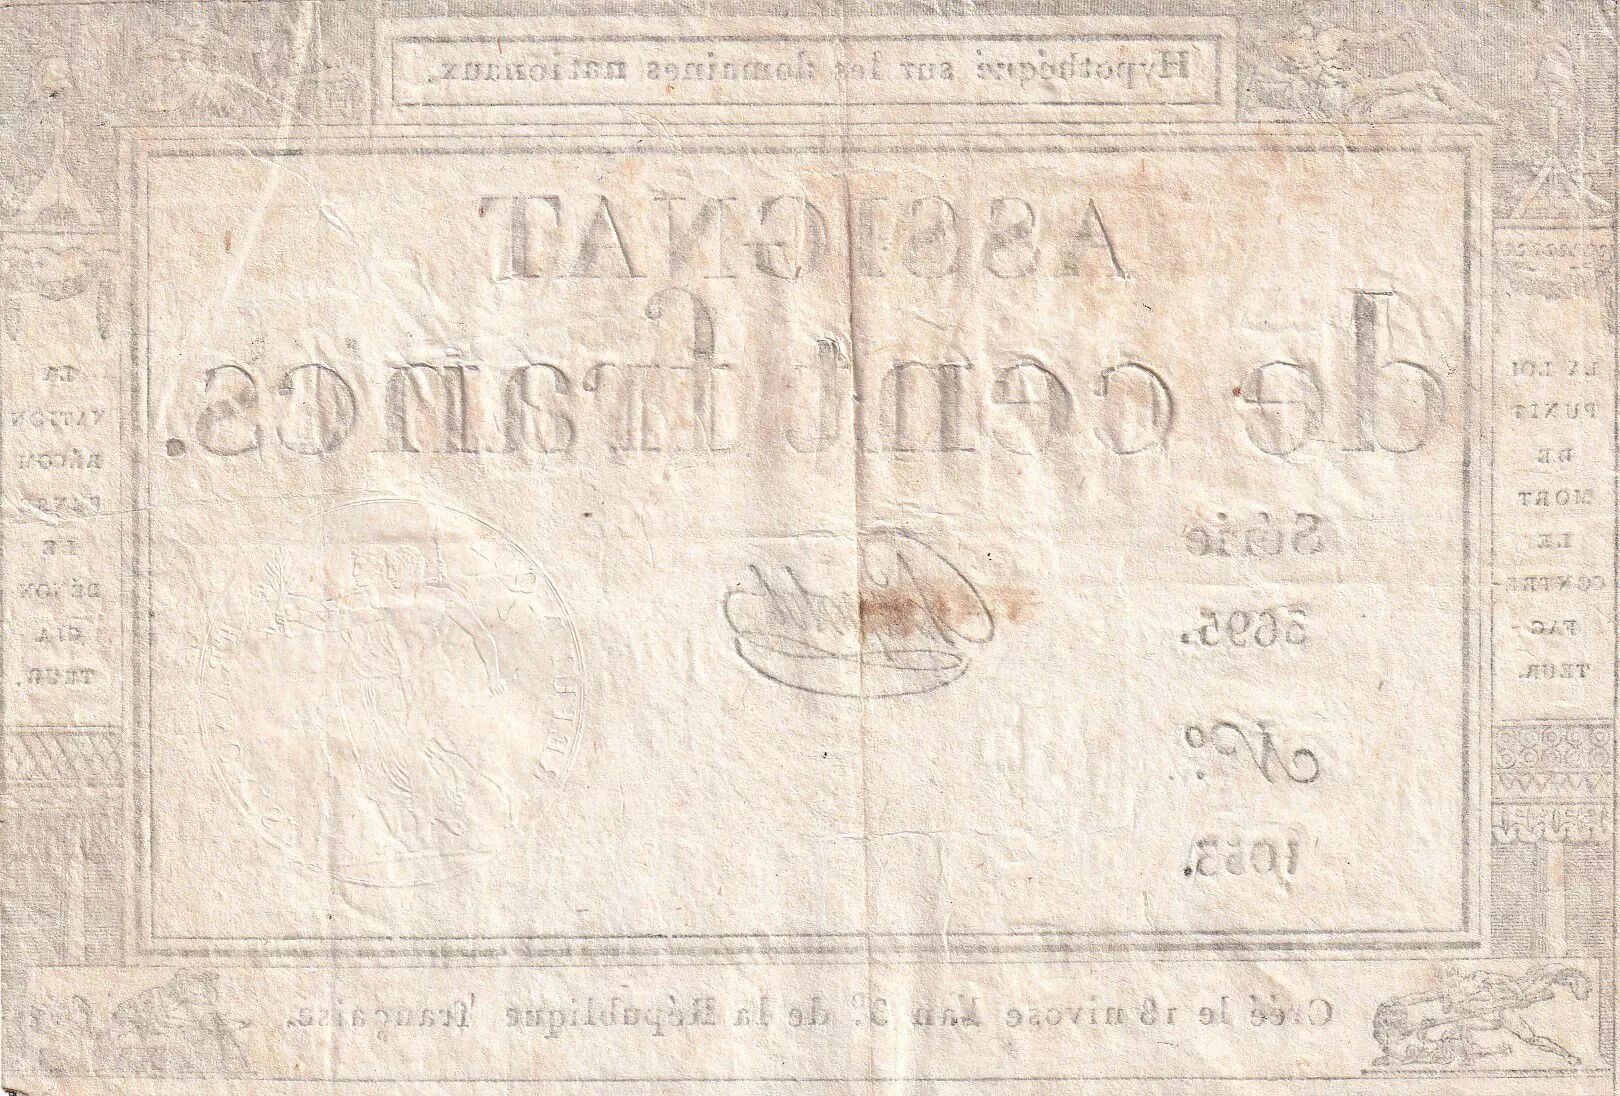 Hypothéqué sur les domaines nationaux.
ASSIGNAT
de cent francs.
Série
3695.
Nº.
1053.
LA LOI
PUNIT
DE
MORT
LE
CONTRE-
FAC-
TEUR.
LA
NATION
RÉCOM
PENSE
LE
DÉNON
CIA
TEUR.
Créé le 18 nivose l'an 3e. de la République française.